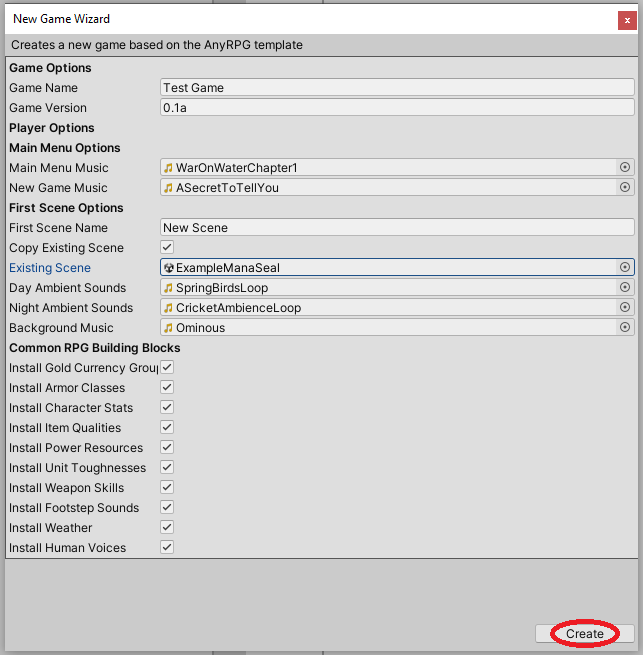 New Game Wizard
x
Creates a new game based on the AnyRPG template
Game Options
Game Name Test Game
Game Version 0.1a
Player Options
Main Menu Options
Main Menu Music WarOnWaterChapter1
New Game Music ASecretToTellYou
First Scene Options
First Scene Name New Scene
Copy Existing Scene
Existing Scene ExampleManaSeal
Day Ambient Sounds SpringBirdsLoop
Night Ambient Sounds CricketAmbienceLoop
Background Music Ominous
Common RPG Building Blocks
Install Gold Currency Group
Install Armor Classes
Install Character Stats
Install Item Qualities
Install Power Resources
Install Unit Toughnesses
Install Weapon Skills
Install Footstep Sounds
Install Weather
Install Human Voices
Create